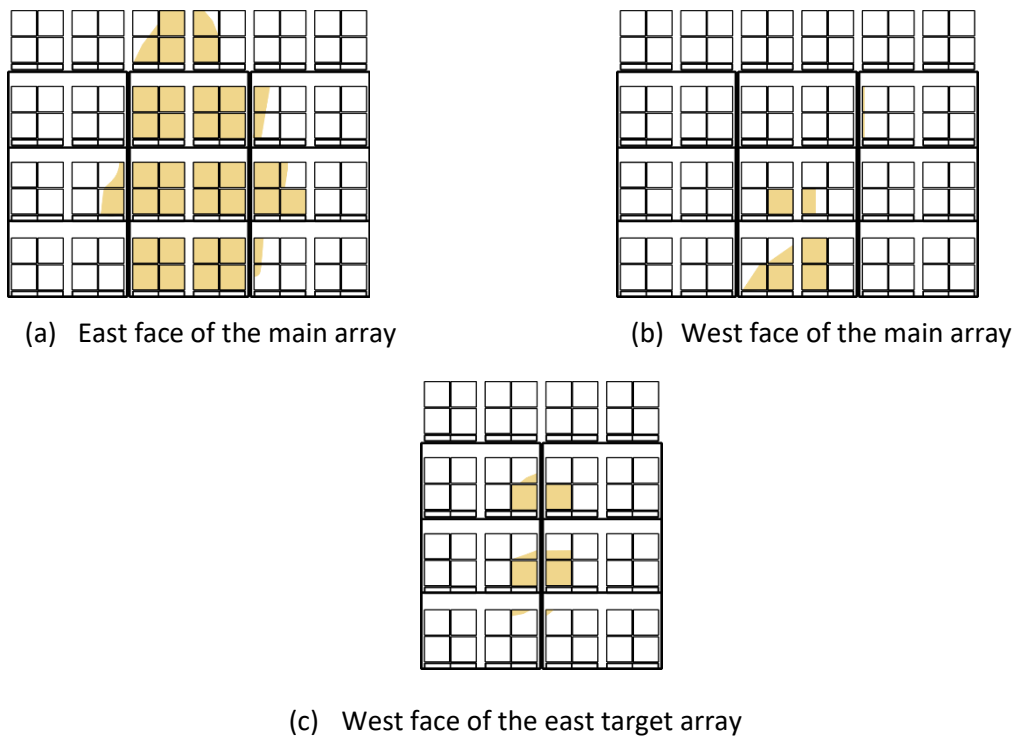 (a) East face of the main array
(b) West face of the main array
(c) West face of the east target array